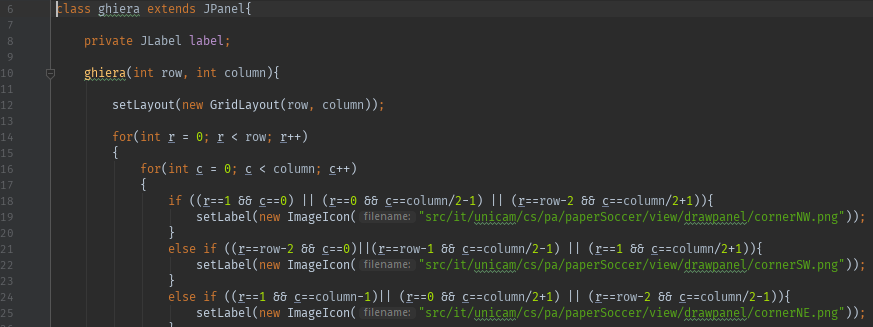 6 class ghiera extends JPanel{
7
8 private JLabel label;
9
10 ghiera(int row, int column){
11
12 setLayout(new GridLayout(row, column));
13
14 for(int r = 0; r < row; r++)
15 {
16 for(int c = 0; c < column; c++)
17 {
18 if ((r==1 && c==0) || (r==0 && c==column/2-1) || (r==row-2 && c==column/2+1)){
19 setLabel(new ImageIcon( filename: "src/it/unicam/cs/pa/paperSoccer/view/drawpanel/cornerNW.png"));
20 }
21 else if ((r==row-2 && c==0)||(r==row-1 && c==column/2-1) || (r==1 && c==column/2+1)){
22 setLabel(new ImageIcon( filename: "src/it/unicam/cs/pa/paperSoccer/view/drawpanel/cornerSW.png"));
23 }
24 else if ((r==1 && c==column-1)|| (r==0 && c==column/2+1) || (r==row-2 && c==column/2-1)){
25 setLabel(new ImageIcon( filename: "src/it/unicam/cs/pa/paperSoccer/view/drawpanel/cornerNE.png"));